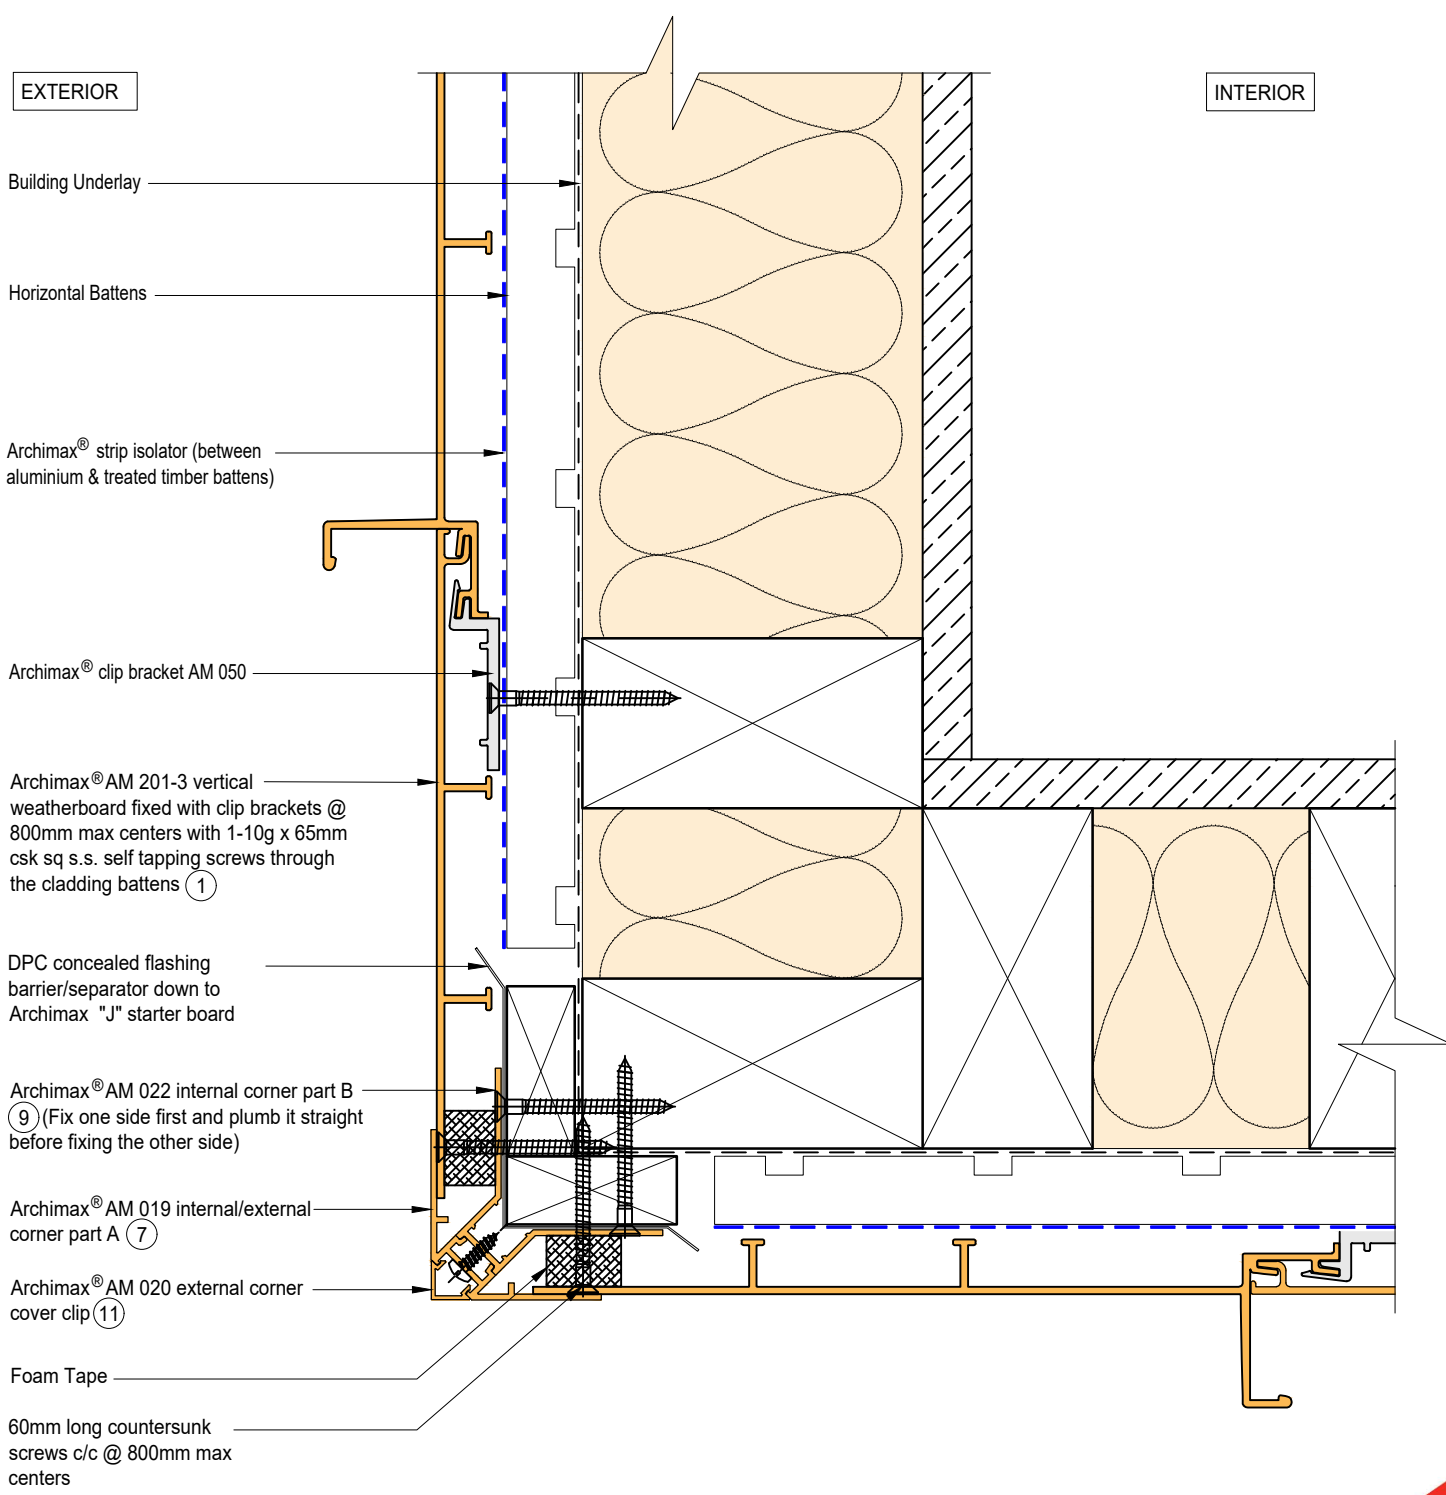 EXTERIOR
INTERIOR
Building Underlay
Horizontal Battens
Archimax® strip isolator (between
aluminium & treated timber battens)
Archimax® clip bracket AM 050
Archimax® AM 201-3 vertical
weatherboard fixed with clip brackets @
800mm max centers with 1-10g x 65mm
csk sq s.s. self tapping screws through
the cladding battens 1
DPC concealed flashing
barrier/separator down to
Archimax "J" starter board
Archimax® AM 022 internal corner part B
9 (Fix one side first and plumb it straight
before fixing the other side)
Archimax® AM 019 internal/external
corner part A 7
Archimax® AM 020 external corner
cover clip 11
Foam Tape
60mm long countersunk
screws c/c @ 800mm max
centers